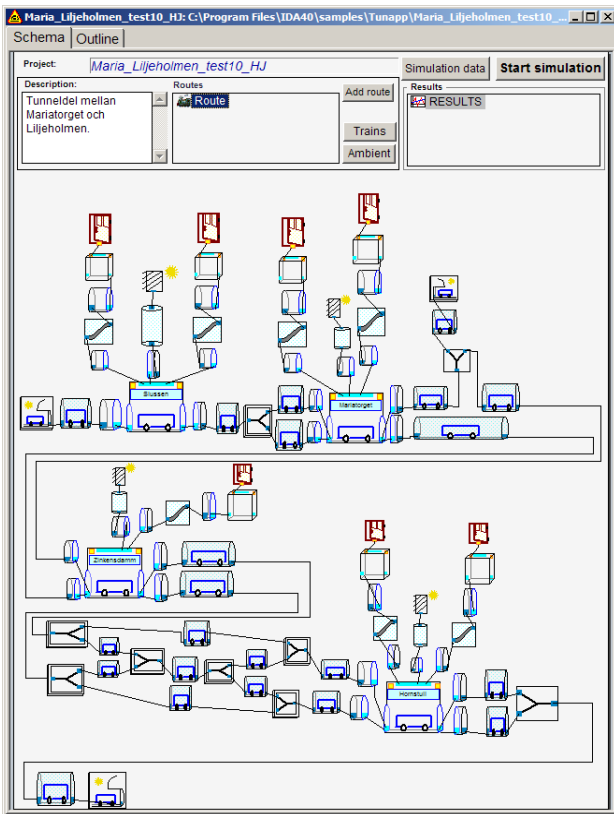 Maria_Liljeholmen_test10_HJ: C:\Program Files\IDA40\samples\Tunapp\Maria_Liljeholmen_test10_...
Schema Outline
Project: Maria_Liljeholmen_test10_HJ
Simulation data
Start simulation
Description:
Tunneldel mellan
Mariatorget och
Liljeholmen.
Routes
Route
Add route
Trains
Ambient
Results
RESULTS
Slussen
Mariatorget
Zinkensdamm
Hornstull